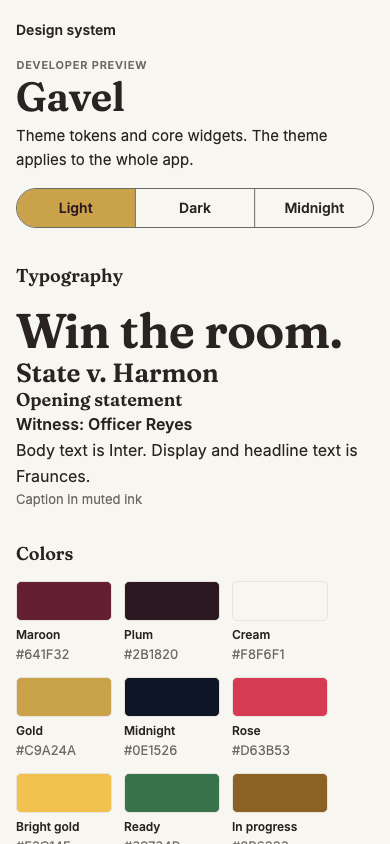 Design system
DEVELOPER PREVIEW
Gavel
Theme tokens and core widgets. The theme
applies to the whole app.
Light Dark Midnight
Typography
Win the room.
State v. Harmon
Opening statement
Witness: Officer Reyes
Body text is Inter. Display and headline text is
Fraunces.
Caption in muted ink
Colors
Maroon Plum Cream
#641F32 #2B1820 #F8F6F1
Gold Midnight Rose
#C9A24A #0E1526 #D63B53
Bright gold Ready In progress